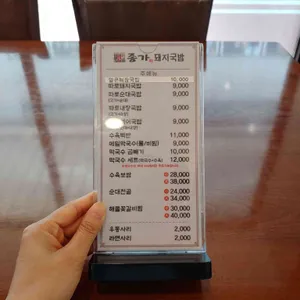 종가 돼지국밥
10,000
따로돼지국밥 9,000
따로순대국밥 9,000
따로내장국밥 9,000
9,000
수육백반 11,000
메밀막국수(물/비빔) 9,000
막국수 곱빼기 10,000
막국수 세트 12,000
수육보쌈 28,000
38,000
순대전골 24,000
34,000
30,000
40,000
우동사리 2,000
라면사리 2,000